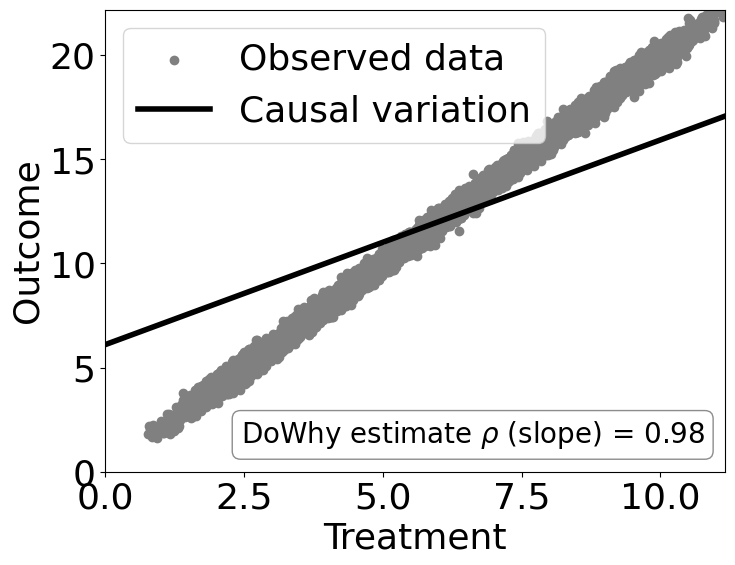 Observed data
Causal variation
20
15
10
5
0
Outcome
DoWhy estimate ρ (slope) = 0.98
0.0 2.5 5.0 7.5 10.0
Treatment